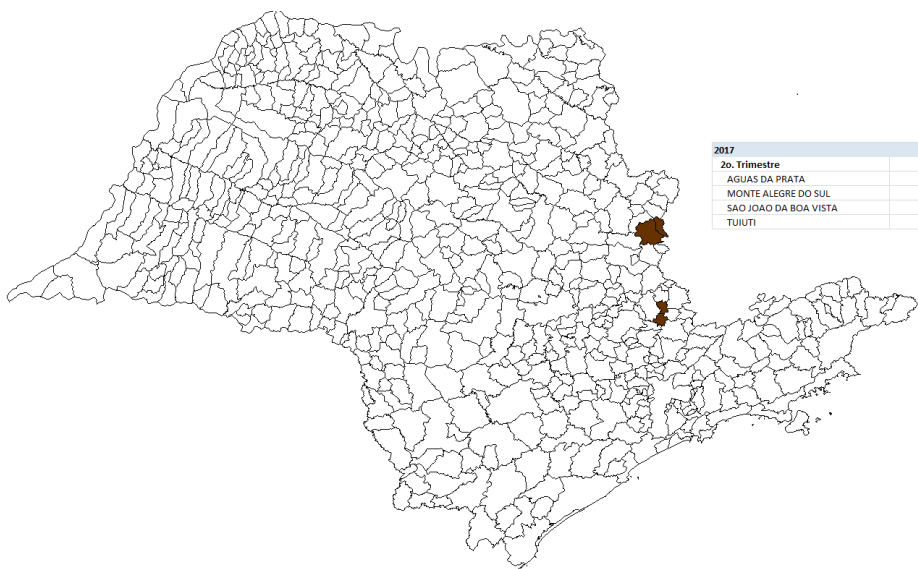 2017
2o. Trimestre
AGUAS DA PRATA
MONTE ALEGRE DO SUL
SAO JOAO DA BOA VISTA
TUIUTI